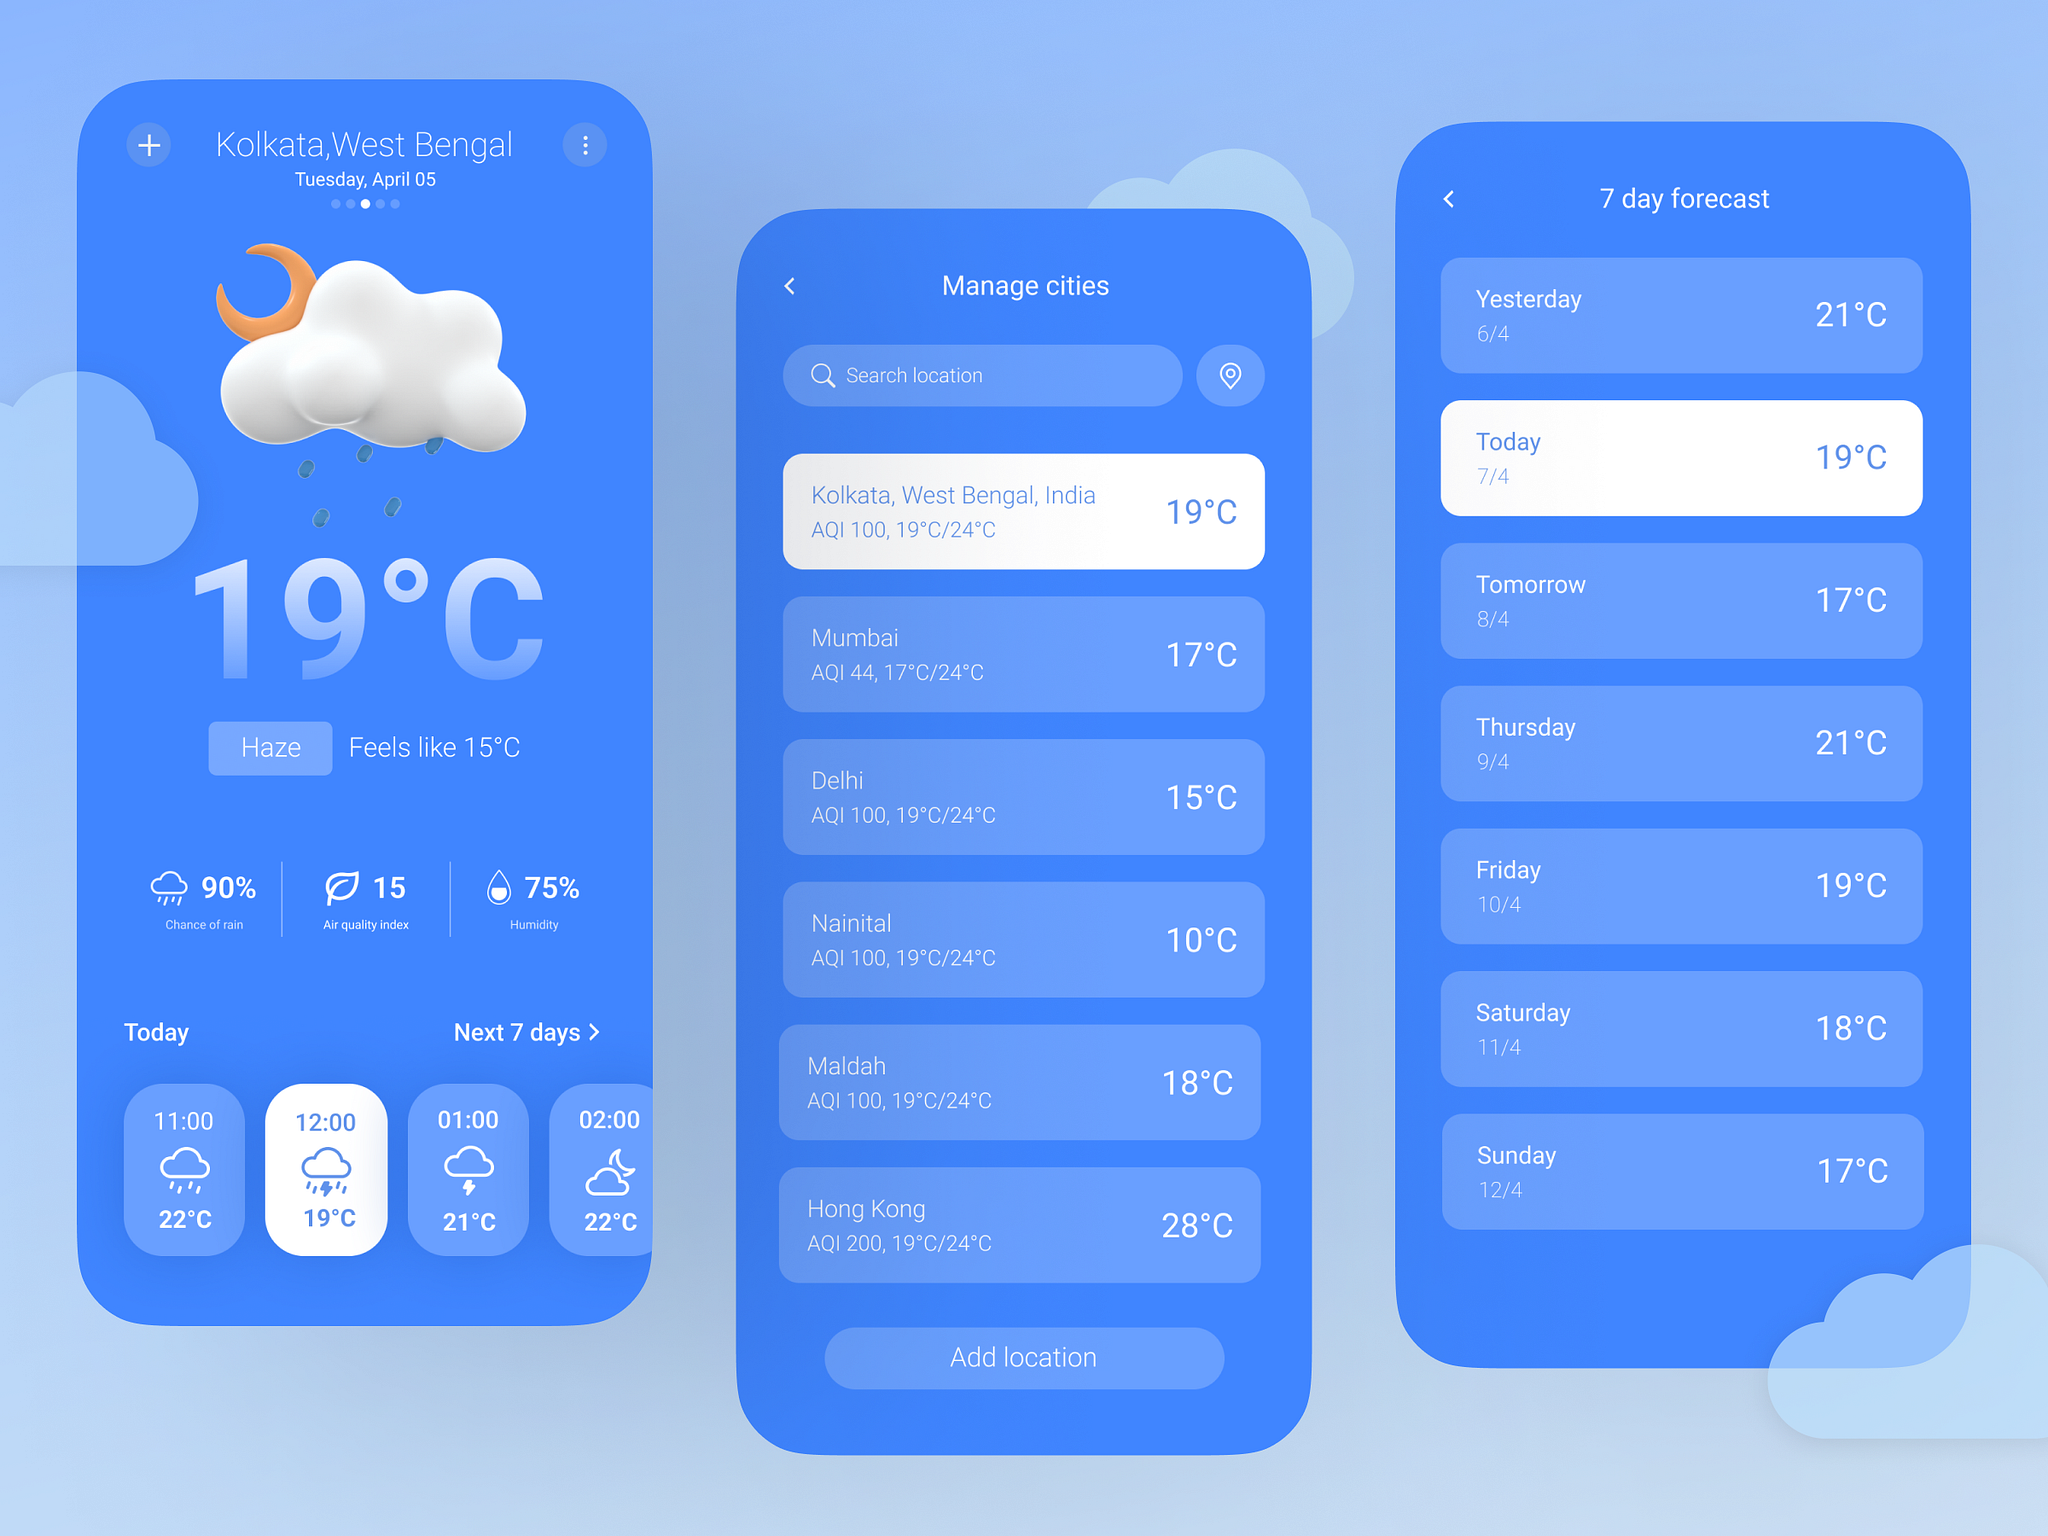 Kolkata,West Bengal
Tuesday, April 05
19°C
Haze
Feels like 15°C
90%
Chance of rain
15
Air quality index
75%
Humidity
Today
Next 7 days
11:00
22°C
12:00
19°C
01:00
21°C
02:00
22°C
Manage cities
Search location
Kolkata, West Bengal, India
AQI 100, 19°C/24°C
19°C
Mumbai
AQI 44, 17°C/24°C
17°C
Delhi
AQI 100, 19°C/24°C
15°C
Nainital
AQI 100, 19°C/24°C
10°C
Maldah
AQI 100, 19°C/24°C
18°C
Hong Kong
AQI 200, 19°C/24°C
28°C
Add location
7 day forecast
Yesterday
6/4
21°C
Today
7/4
19°C
Tomorrow
8/4
17°C
Thursday
9/4
21°C
Friday
10/4
19°C
Saturday
11/4
18°C
Sunday
12/4
17°C